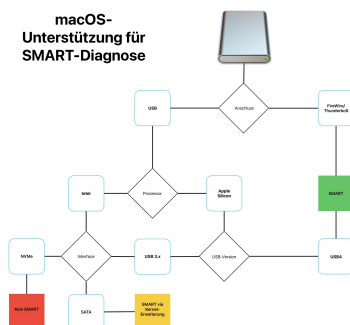 macOS-
Unterstützung für
SMART-Diagnose
USB
Anschluss
FireWire/
Thunderbolt
Intel
Prozessor
Apple
Silicon
SMART
NVMe
Interface
USB 3.x
USB-Version
USB4
Kein SMART
SATA
SMART via
Kernel-
Erweiterung